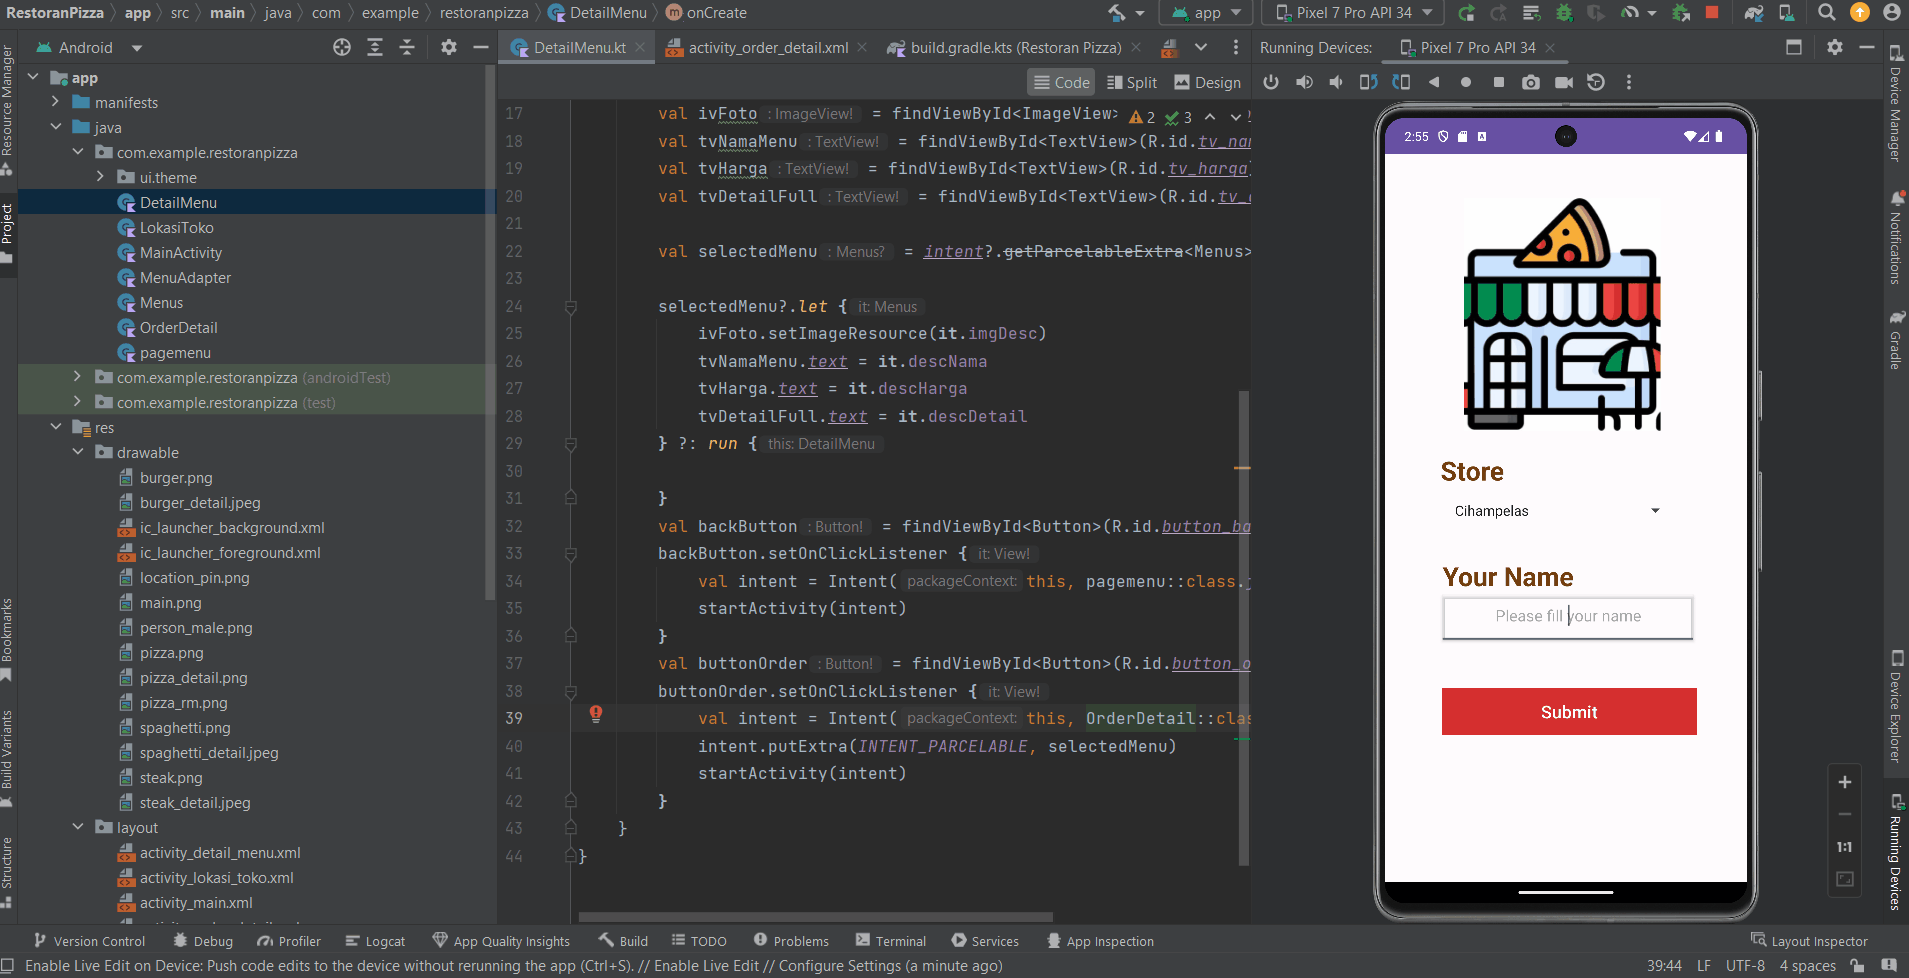 RestoranPizza app src main java com example restoranpizza DetailMenu onCreate
app Pixel 7 Pro API 34
Android
DetailMenu.kt activity_order_detail.xml build.gradle.kts (Restoran Pizza)
Running Devices: Pixel 7 Pro API 34
Code Split Design
Resource Manager
Project
Bookmarks
Build Variants
Structure
app
manifests
java
com.example.restoranpizza
ui.theme
DetailMenu
LokasiToko
MainActivity
MenuAdapter
Menus
OrderDetail
pagemenu
com.example.restoranpizza (androidTest)
com.example.restoranpizza (test)
res
drawable
burger.png
burger_detail.jpeg
ic_launcher_background.xml
ic_launcher_foreground.xml
location_pin.png
main.png
person_male.png
pizza.png
pizza_detail.png
pizza_rm.png
spaghetti.png
spaghetti_detail.jpeg
steak.png
steak_detail.jpeg
layout
activity_detail_menu.xml
activity_lokasi_toko.xml
activity_main.xml
2 3
17 val ivFoto : ImageView! = findViewById<ImageView>
18 val tvNamaMenu : TextView! = findViewById<TextView>(R.id.tv_nam
19 val tvHarga : TextView! = findViewById<TextView>(R.id.tv_harga)
20 val tvDetailFull : TextView! = findViewById<TextView>(R.id.tv_
21
22 val selectedMenu : Menus? = intent?.getParcelableExtra<Menus>
23
24 selectedMenu?.let { it: Menus
25 ivFoto.setImageResource(it.imgDesc)
26 tvNamaMenu.text = it.descNama
27 tvHarga.text = it.descHarga
28 tvDetailFull.text = it.descDetail
29 } ?: run { this: DetailMenu
30
31 }
32 val backButton : Button! = findViewById<Button>(R.id.button_ba
33 backButton.setOnClickListener { it: View!
34 val intent = Intent( packageContext: this, pagemenu::class.
35 startActivity(intent)
36 }
37 val buttonOrder : Button! = findViewById<Button>(R.id.button_o
38 buttonOrder.setOnClickListener { it: View!
39 val intent = Intent( packageContext: this, OrderDetail::clas
40 intent.putExtra(INTENT_PARCELABLE, selectedMenu)
41 startActivity(intent)
42 }
43 }
44 }
2:55
Store
Cihampelas
Your Name
Please fill your name
Submit
1:1
Device Manager
Notifications
Gradle
Device Explorer
Running Devices
Version Control Debug Profiler Logcat App Quality Insights Build TODO Problems Terminal Services App Inspection Layout Inspector
Enable Live Edit on Device: Push code edits to the device without rerunning the app (Ctrl+S). // Enable Live Edit // Configure Settings (a minute ago) 39:44 LF UTF-8 4 spaces